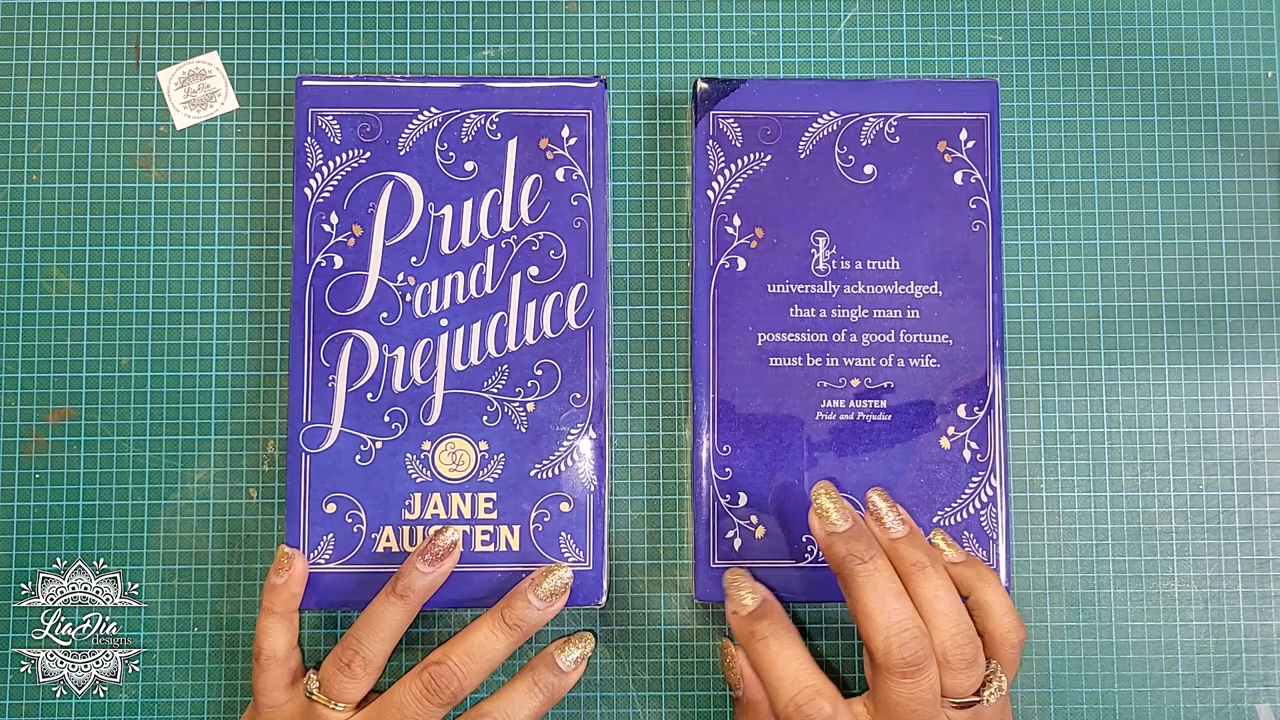 Pride
and
Prejudice
JANE
AUSTEN
It is a truth
universally acknowledged,
that a single man in
possession of a good fortune,
must be in want of a wife.
JANE AUSTEN
Pride and Prejudice
LiaDia
LiaDia
designs